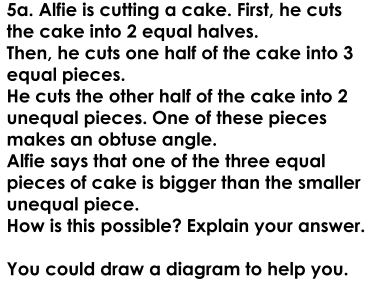 5a. Alfie is cutting a cake. First, he cuts
the cake into 2 equal halves.
Then, he cuts one half of the cake into 3
equal pieces.
He cuts the other half of the cake into 2
unequal pieces. One of these pieces
makes an obtuse angle.
Alfie says that one of the three equal
pieces of cake is bigger than the smaller
unequal piece.
How is this possible? Explain your answer.
You could draw a diagram to help you.